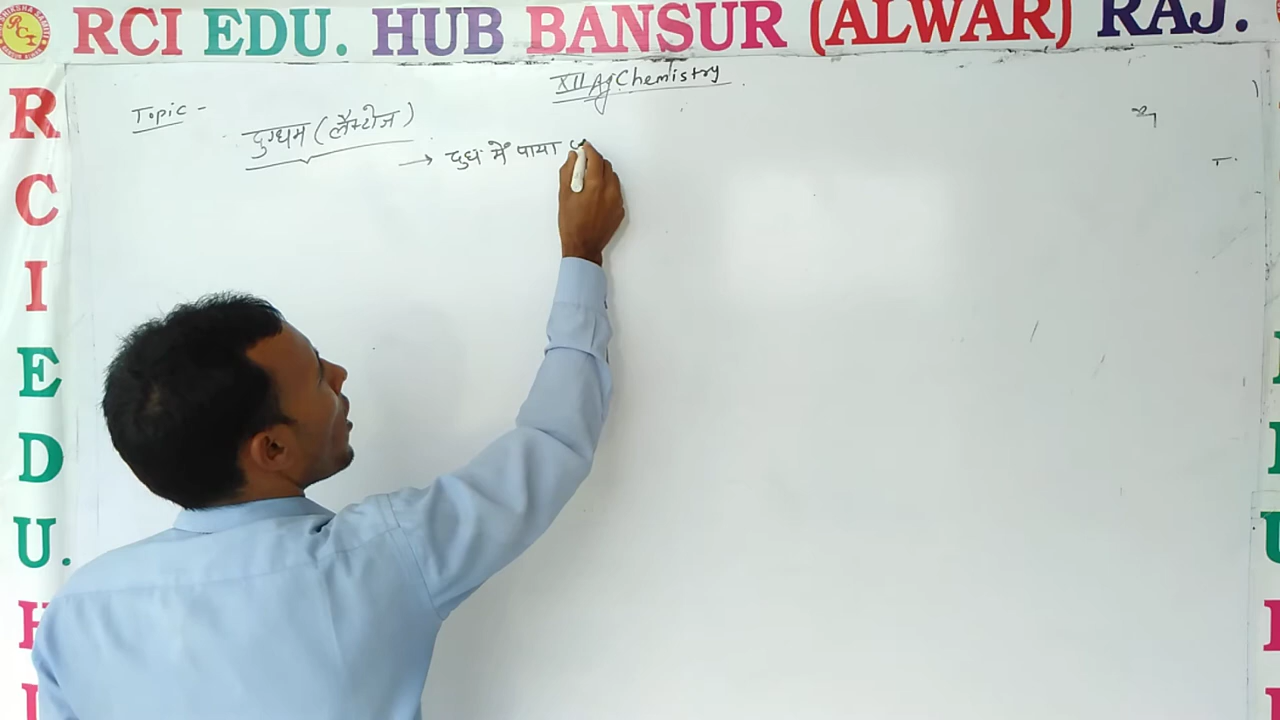 RCI EDU. HUB BANSUR (ALWAR) RAJ.
XII Ag Chemistry
Topic -
दुग्धम (लैक्टोज)
→ दुध में पाया
R
C
I
E
D
U.
H